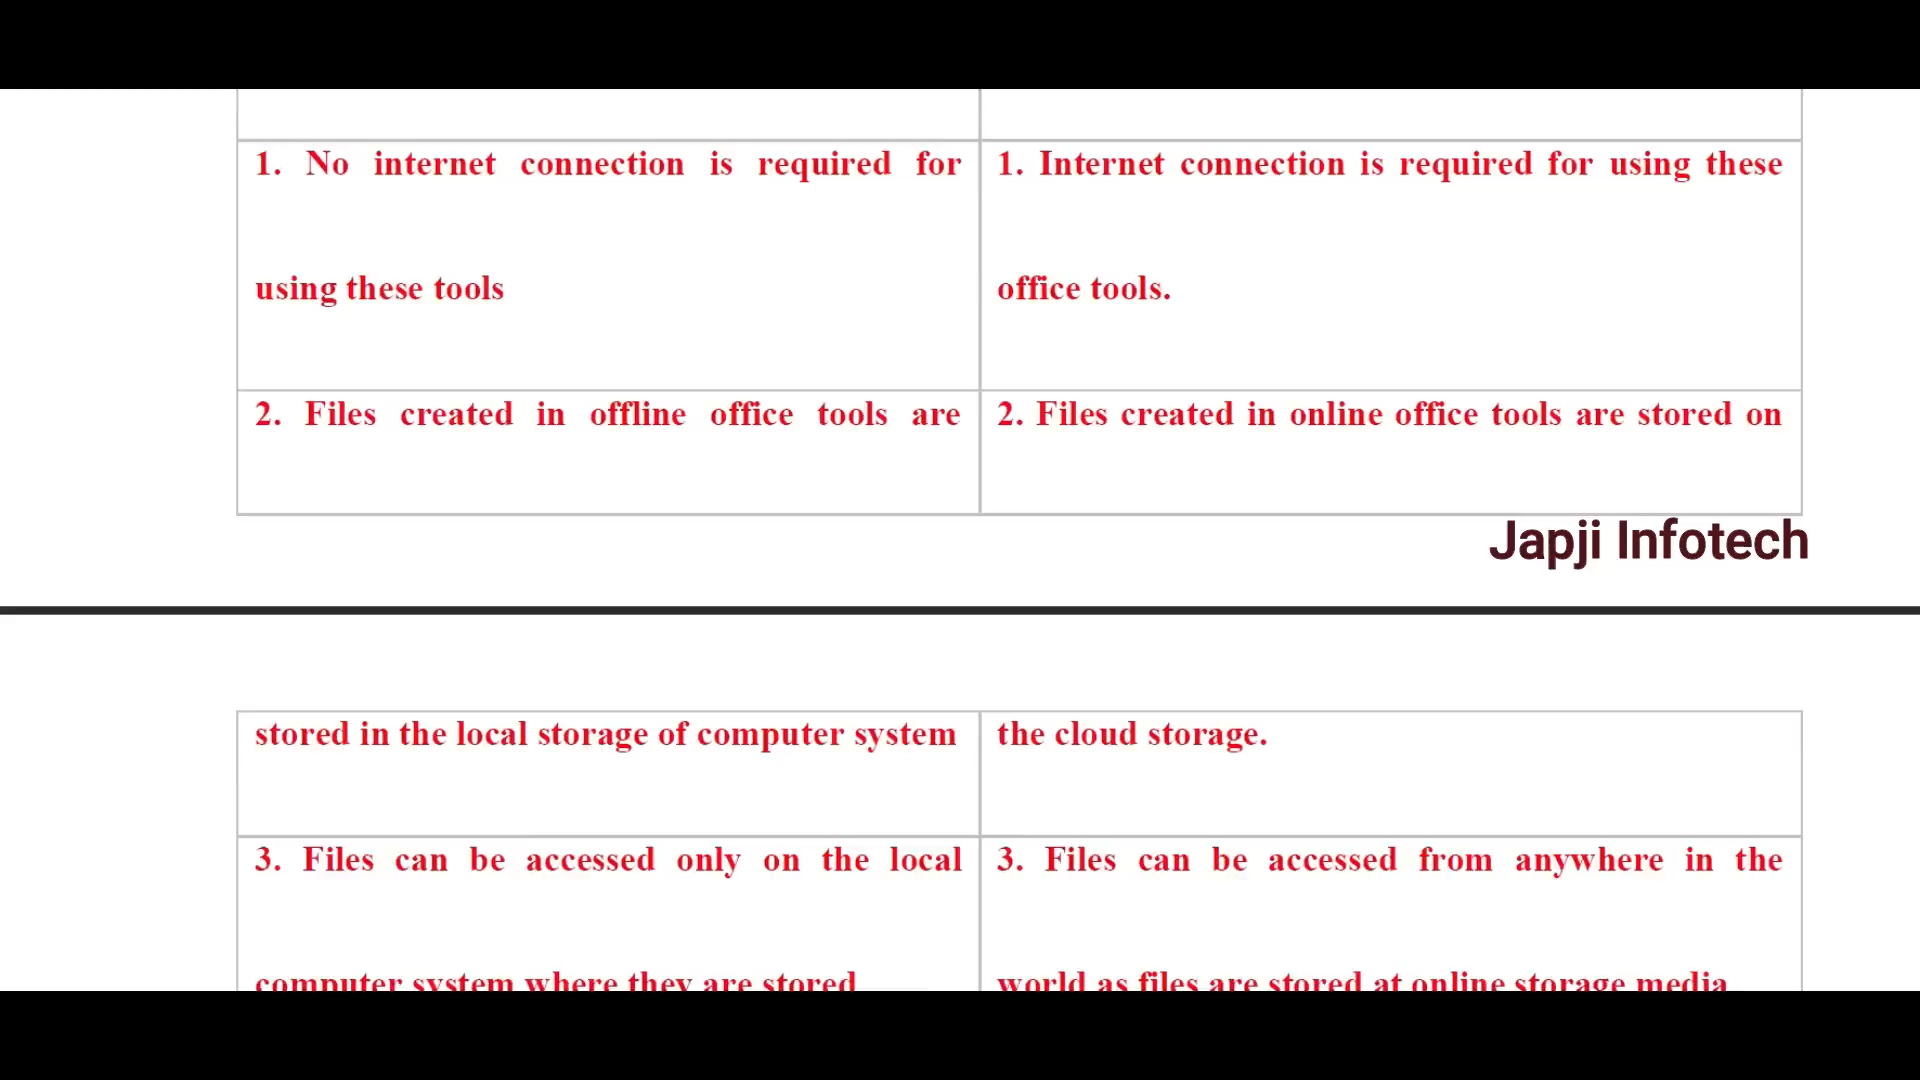 1. No internet connection is required for
using these tools
1. Internet connection is required for using these
office tools.
2. Files created in offline office tools are
2. Files created in online office tools are stored on
Japji Infotech
stored in the local storage of computer system
the cloud storage.
3. Files can be accessed only on the local
computer system where they are stored
3. Files can be accessed from anywhere in the
world as files are stored at online storage media